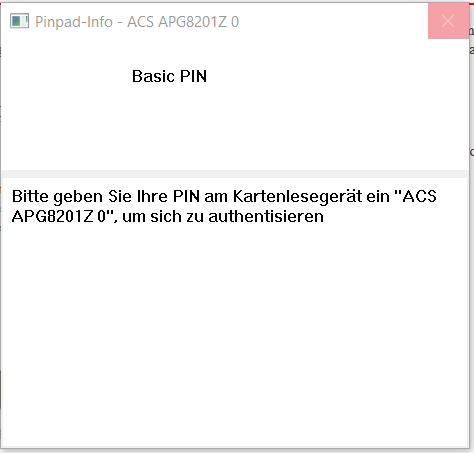 Pinpad-Info - ACS APG8201Z 0
Basic PIN
Bitte geben Sie Ihre PIN am Kartenlesegerät ein "ACS
APG8201Z 0", um sich zu authentisieren